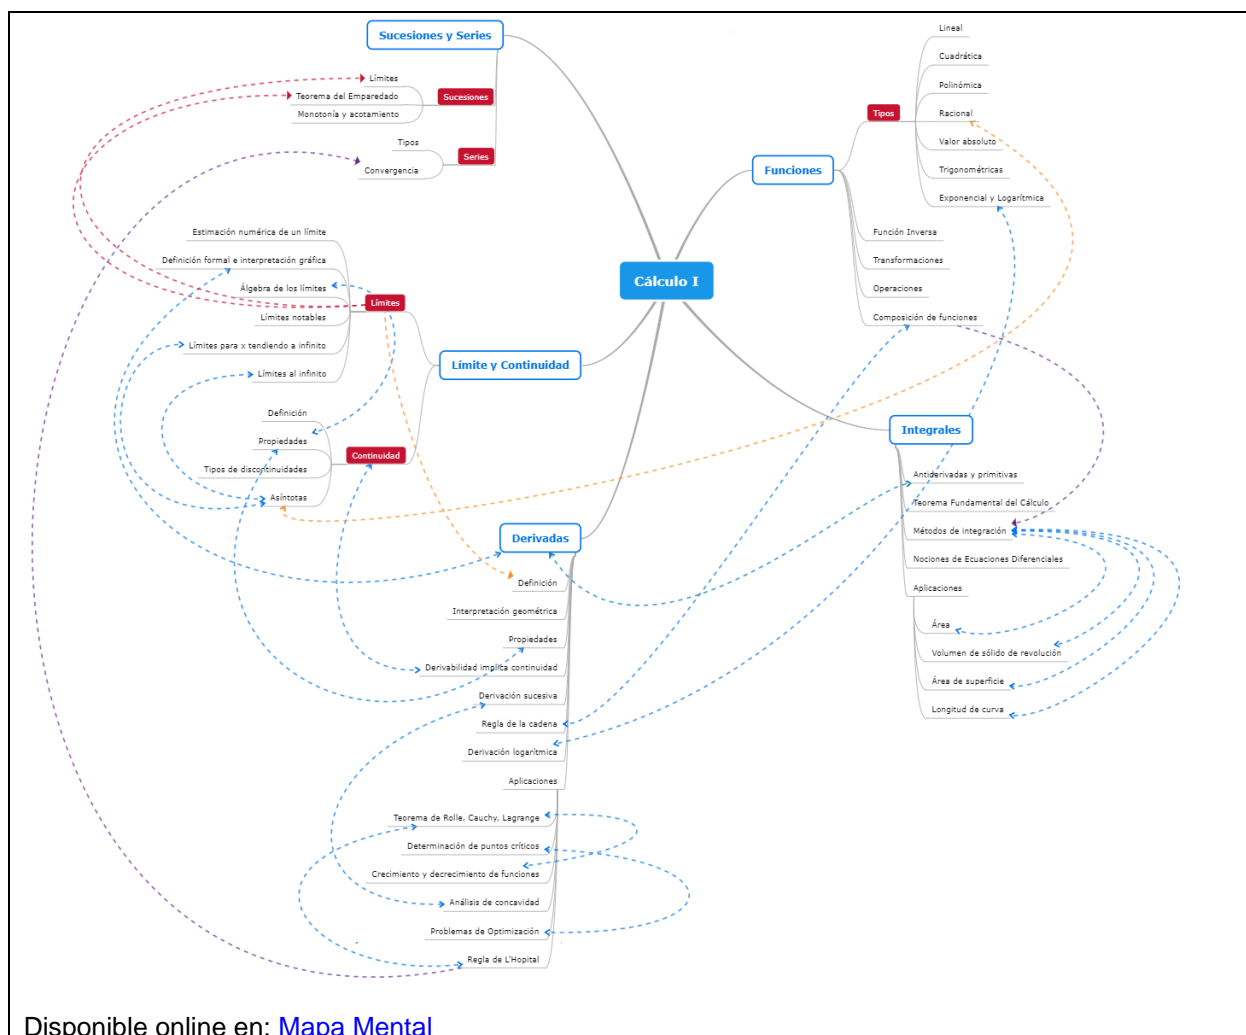 Sucesiones y Series
Límites
Teorema del Emparedado
Monotonía y acotamiento
Sucesiones
Tipos
Convergencia
Series
Estimación numérica de un límite
Definición formal e interpretación gráfica
Álgebra de los límites
Límites notables
Límites para x tendiendo a infinito
Límites al infinito
Límites
Definición
Propiedades
Tipos de discontinuidades
Asíntotas
Continuidad
Límite y Continuidad
Cálculo I
Derivadas
Definición
Interpretación geométrica
Propiedades
Derivabilidad implica continuidad
Derivación sucesiva
Regla de la cadena
Derivación logarítmica
Aplicaciones
Teorema de Rolle, Cauchy, Lagrange
Determinación de puntos críticos
Crecimiento y decrecimiento de funciones
Análisis de concavidad
Problemas de Optimización
Regla de L'Hopital
Funciones
Tipos
Lineal
Cuadrática
Polinómica
Racional
Valor absoluto
Trigonométricas
Exponencial y Logarítmica
Función Inversa
Transformaciones
Operaciones
Composición de funciones
Integrales
Antiderivadas y primitivas
Teorema Fundamental del Cálculo
Métodos de integración
Nociones de Ecuaciones Diferenciales
Aplicaciones
Área
Volumen de sólido de revolución
Área de superficie
Longitud de curva
Disponible online en: Mapa Mental